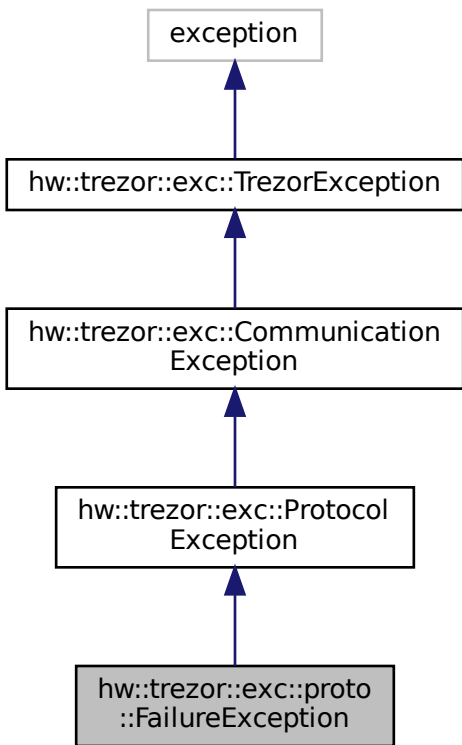 exception
hw::trezor::exc::TrezorException
hw::trezor::exc::Communication
Exception
hw::trezor::exc::Protocol
Exception
hw::trezor::exc::proto
::FailureException